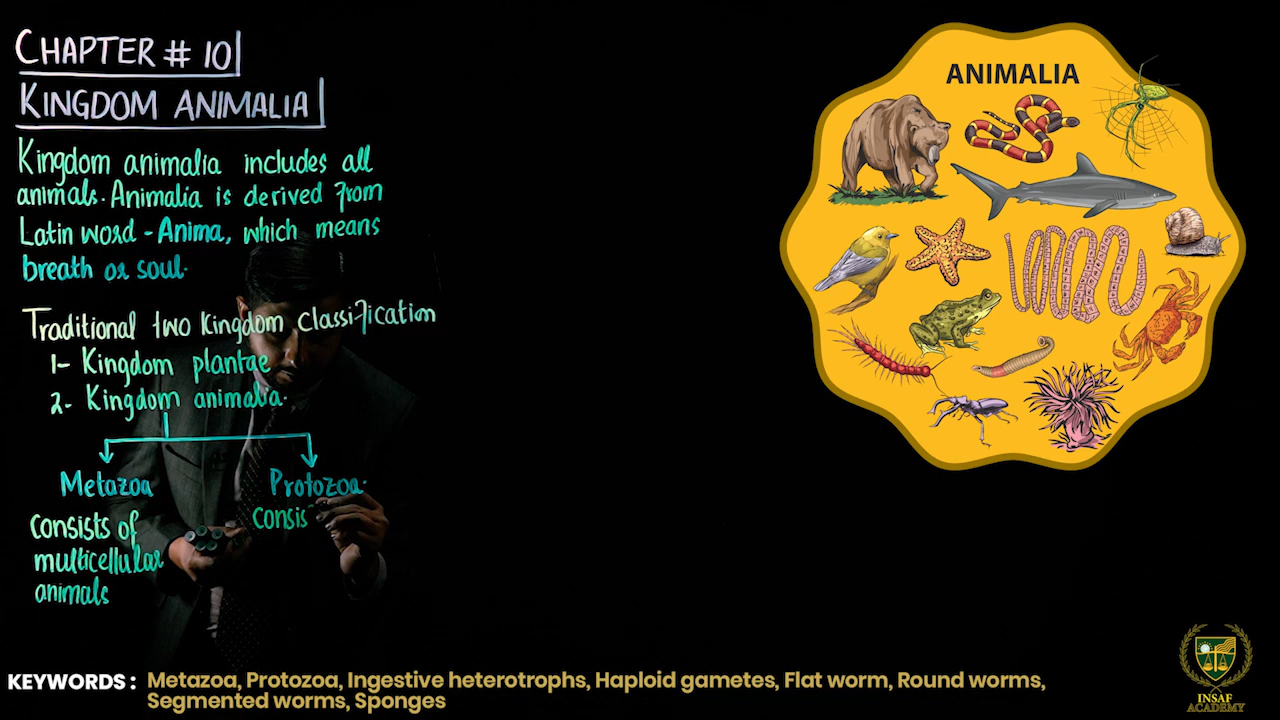 CHAPTER # 10
KINGDOM ANIMALIA
Kingdom animalia includes all
animals. Animalia is derived from
Latin word - Anima, which means
breath or soul.
Traditional two Kingdom Classification
1- Kingdom plantae
2- Kingdom animalia.
Metazoa
Protozoa.
consists of
multicellular
animals
consis
ANIMALIA
KEYWORDS : Metazoa, Protozoa, Ingestive heterotrophs, Haploid gametes, Flat worm, Round worms,
Segmented worms, Sponges
INSAF
ACADEMY